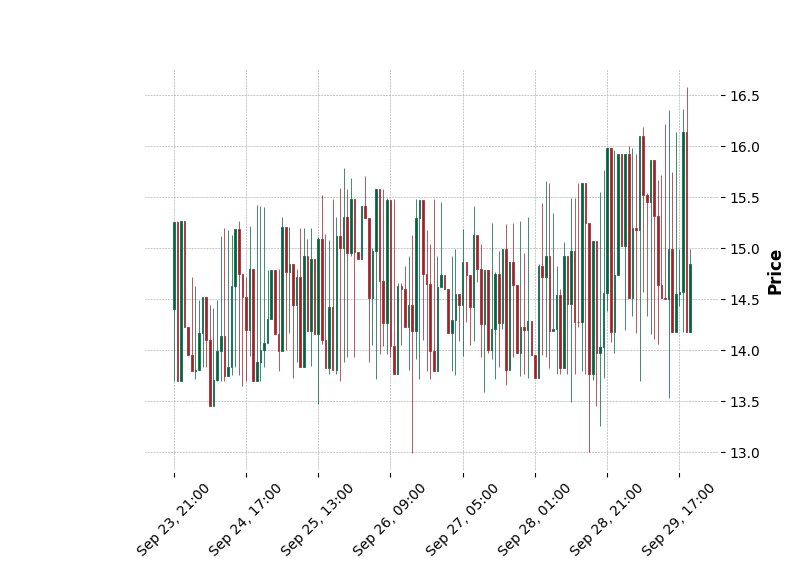 16.5
16.0
15.5
15.0
14.5
14.0
13.5
13.0
Price
Sep 23, 21:00
Sep 24, 17:00
Sep 25, 13:00
Sep 26, 09:00
Sep 27, 05:00
Sep 28, 01:00
Sep 28, 21:00
Sep 29, 17:00